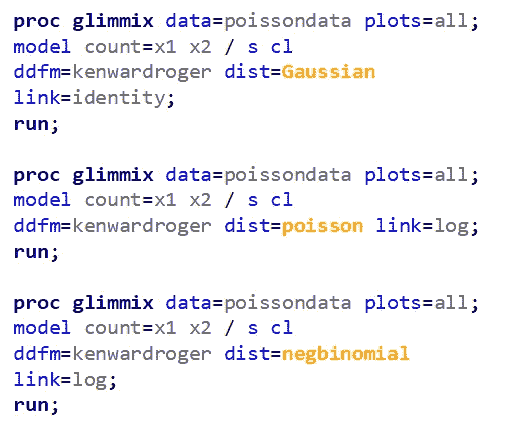 proc glimmix data=poissondata plots=all;
model count=x1 x2 / s cl
ddfm=kenwardroger dist=Gaussian
link=identity;
run;
proc glimmix data=poissondata plots=all;
model count=x1 x2 / s cl
ddfm=kenwardroger dist=poisson link=log;
run;
proc glimmix data=poissondata plots=all;
model count=x1 x2 / s cl
ddfm=kenwardroger dist=negbinomial
link=log;
run;